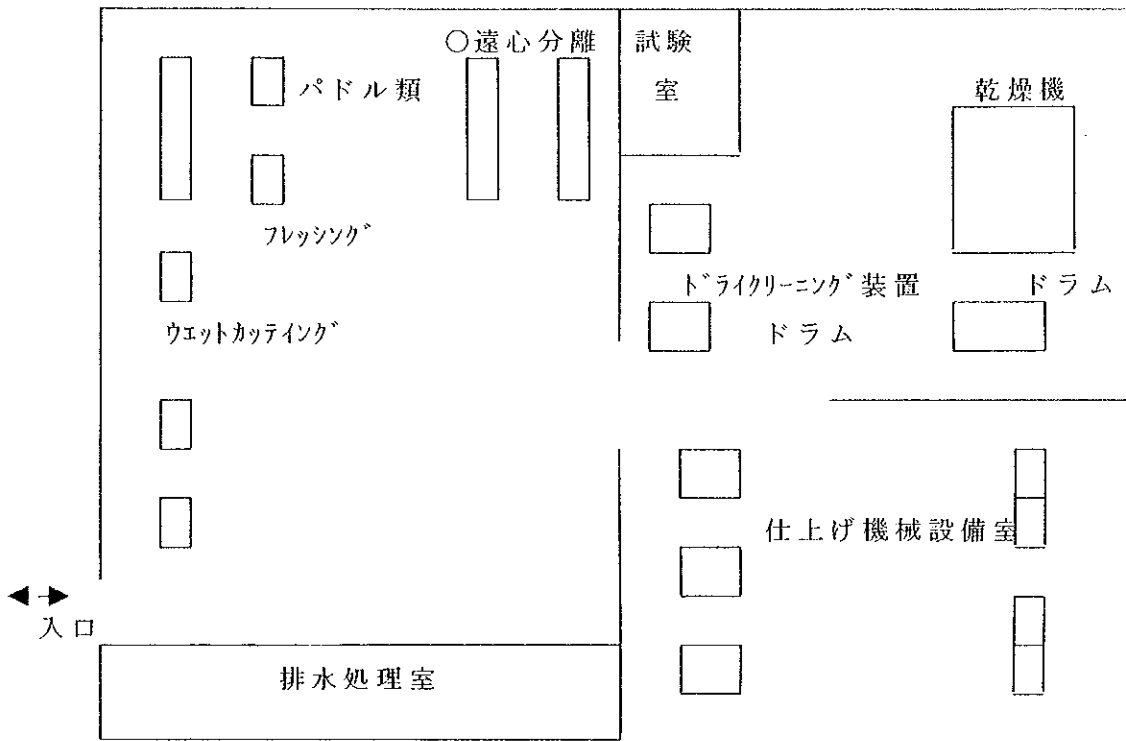 ○遠心分離
試験
室
パドル類
乾燥機
フレッシング
ドライクリーニング装置
ドラム
ウエットカッテイング
ドラム
仕上げ機械設備室
入口
排水処理室